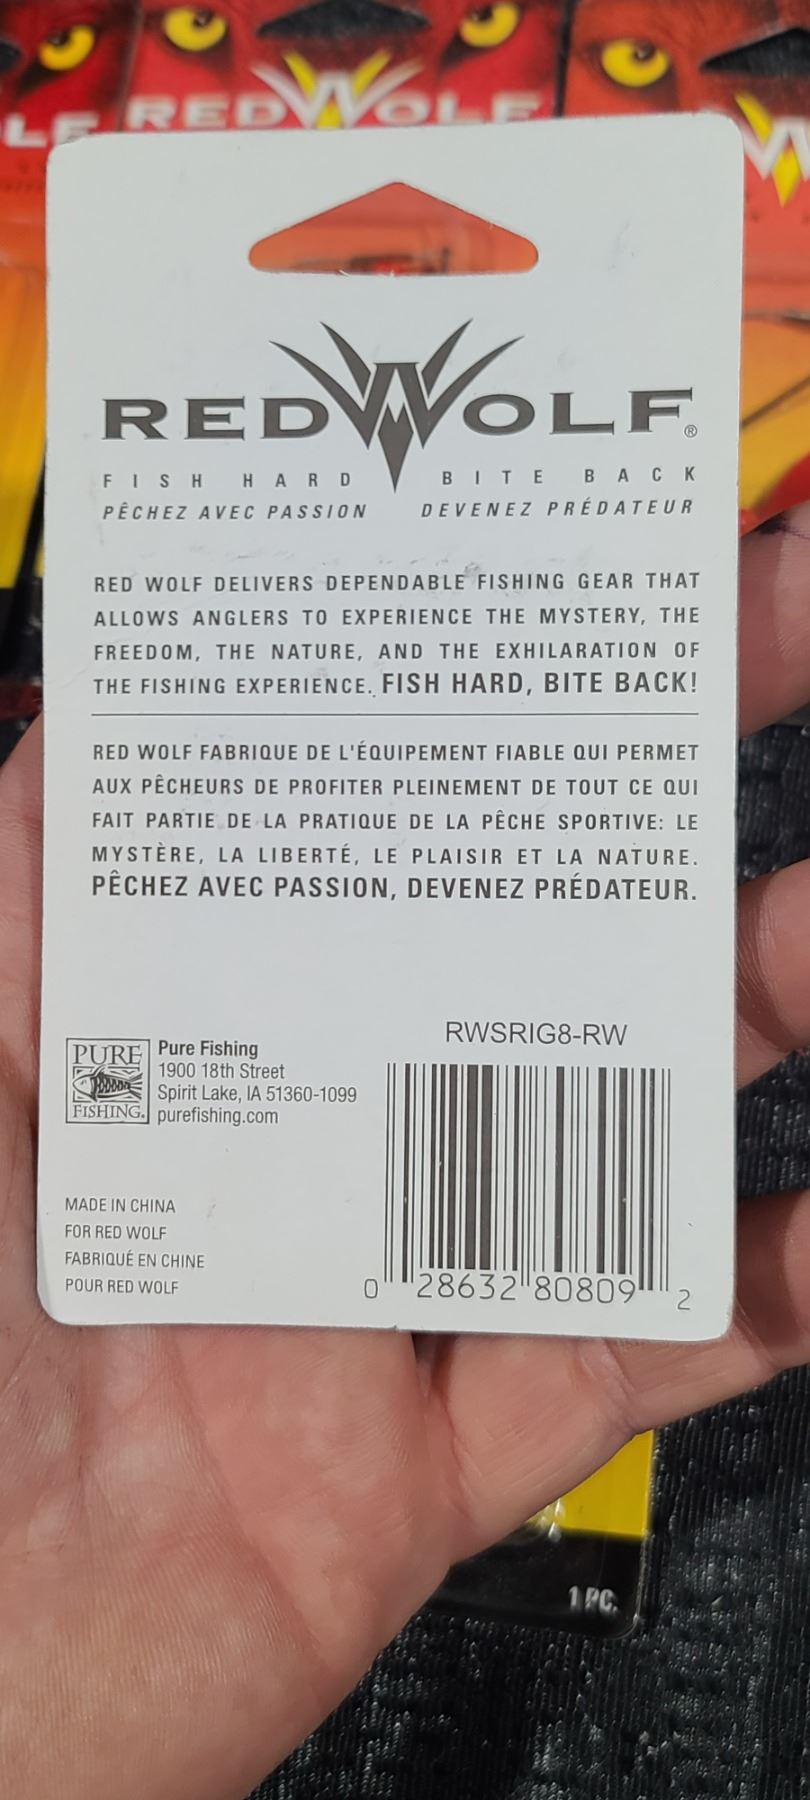 REDWOLF
REDWOLF®
FISH HARD BITE BACK
PÊCHEZ AVEC PASSION DEVENEZ PRÉDATEUR
RED WOLF DELIVERS DEPENDABLE FISHING GEAR THAT
ALLOWS ANGLERS TO EXPERIENCE THE MYSTERY, THE
FREEDOM, THE NATURE, AND THE EXHILARATION OF
THE FISHING EXPERIENCE. FISH HARD, BITE BACK!
RED WOLF FABRIQUE DE L'ÉQUIPEMENT FIABLE QUI PERMET
AUX PÊCHEURS DE PROFITER PLEINEMENT DE TOUT CE QUI
FAIT PARTIE DE LA PRATIQUE DE LA PÊCHE SPORTIVE: LE
MYSTÈRE, LA LIBERTÉ, LE PLAISIR ET LA NATURE.
PÊCHEZ AVEC PASSION, DEVENEZ PRÉDATEUR.
RWSRIG8-RW
PURE
FISHING.
Pure Fishing
1900 18th Street
Spirit Lake, IA 51360-1099
purefishing.com
MADE IN CHINA
FOR RED WOLF
FABRIQUÉ EN CHINE
POUR RED WOLF
0 28632 80809 2
1 PC.